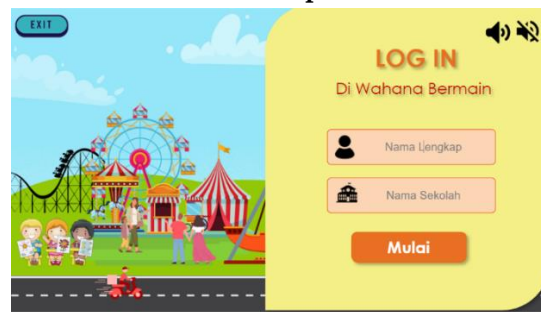 EXIT
LOG IN
Di Wahana Bermain
Nama Lengkap
Nama Sekolah
Mulai